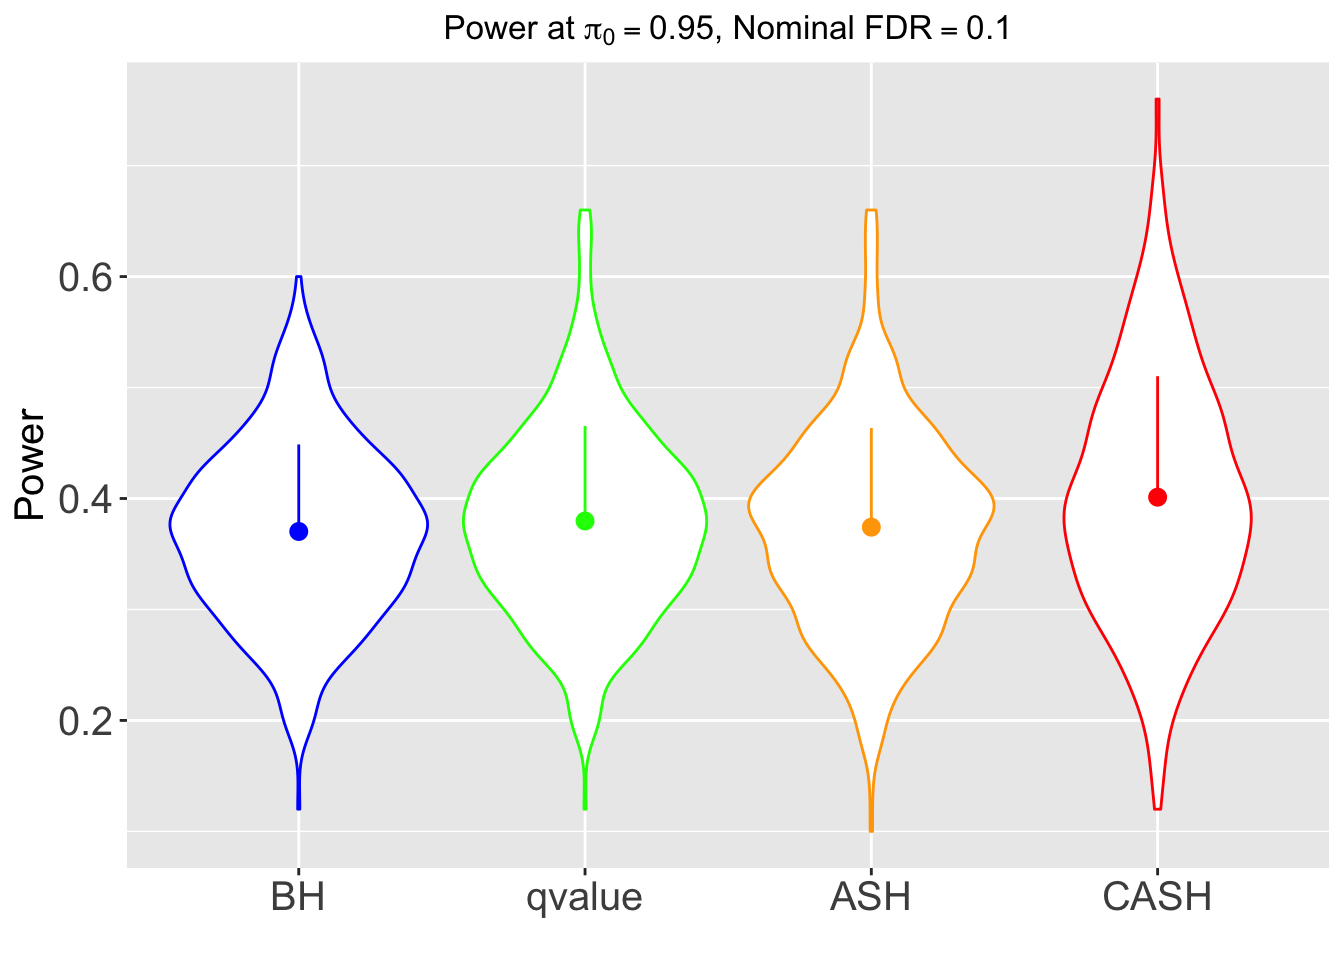 Power at π₀ = 0.95, Nominal FDR = 0.1
Power
0.6
0.4
0.2
BH qvalue ASH CASH